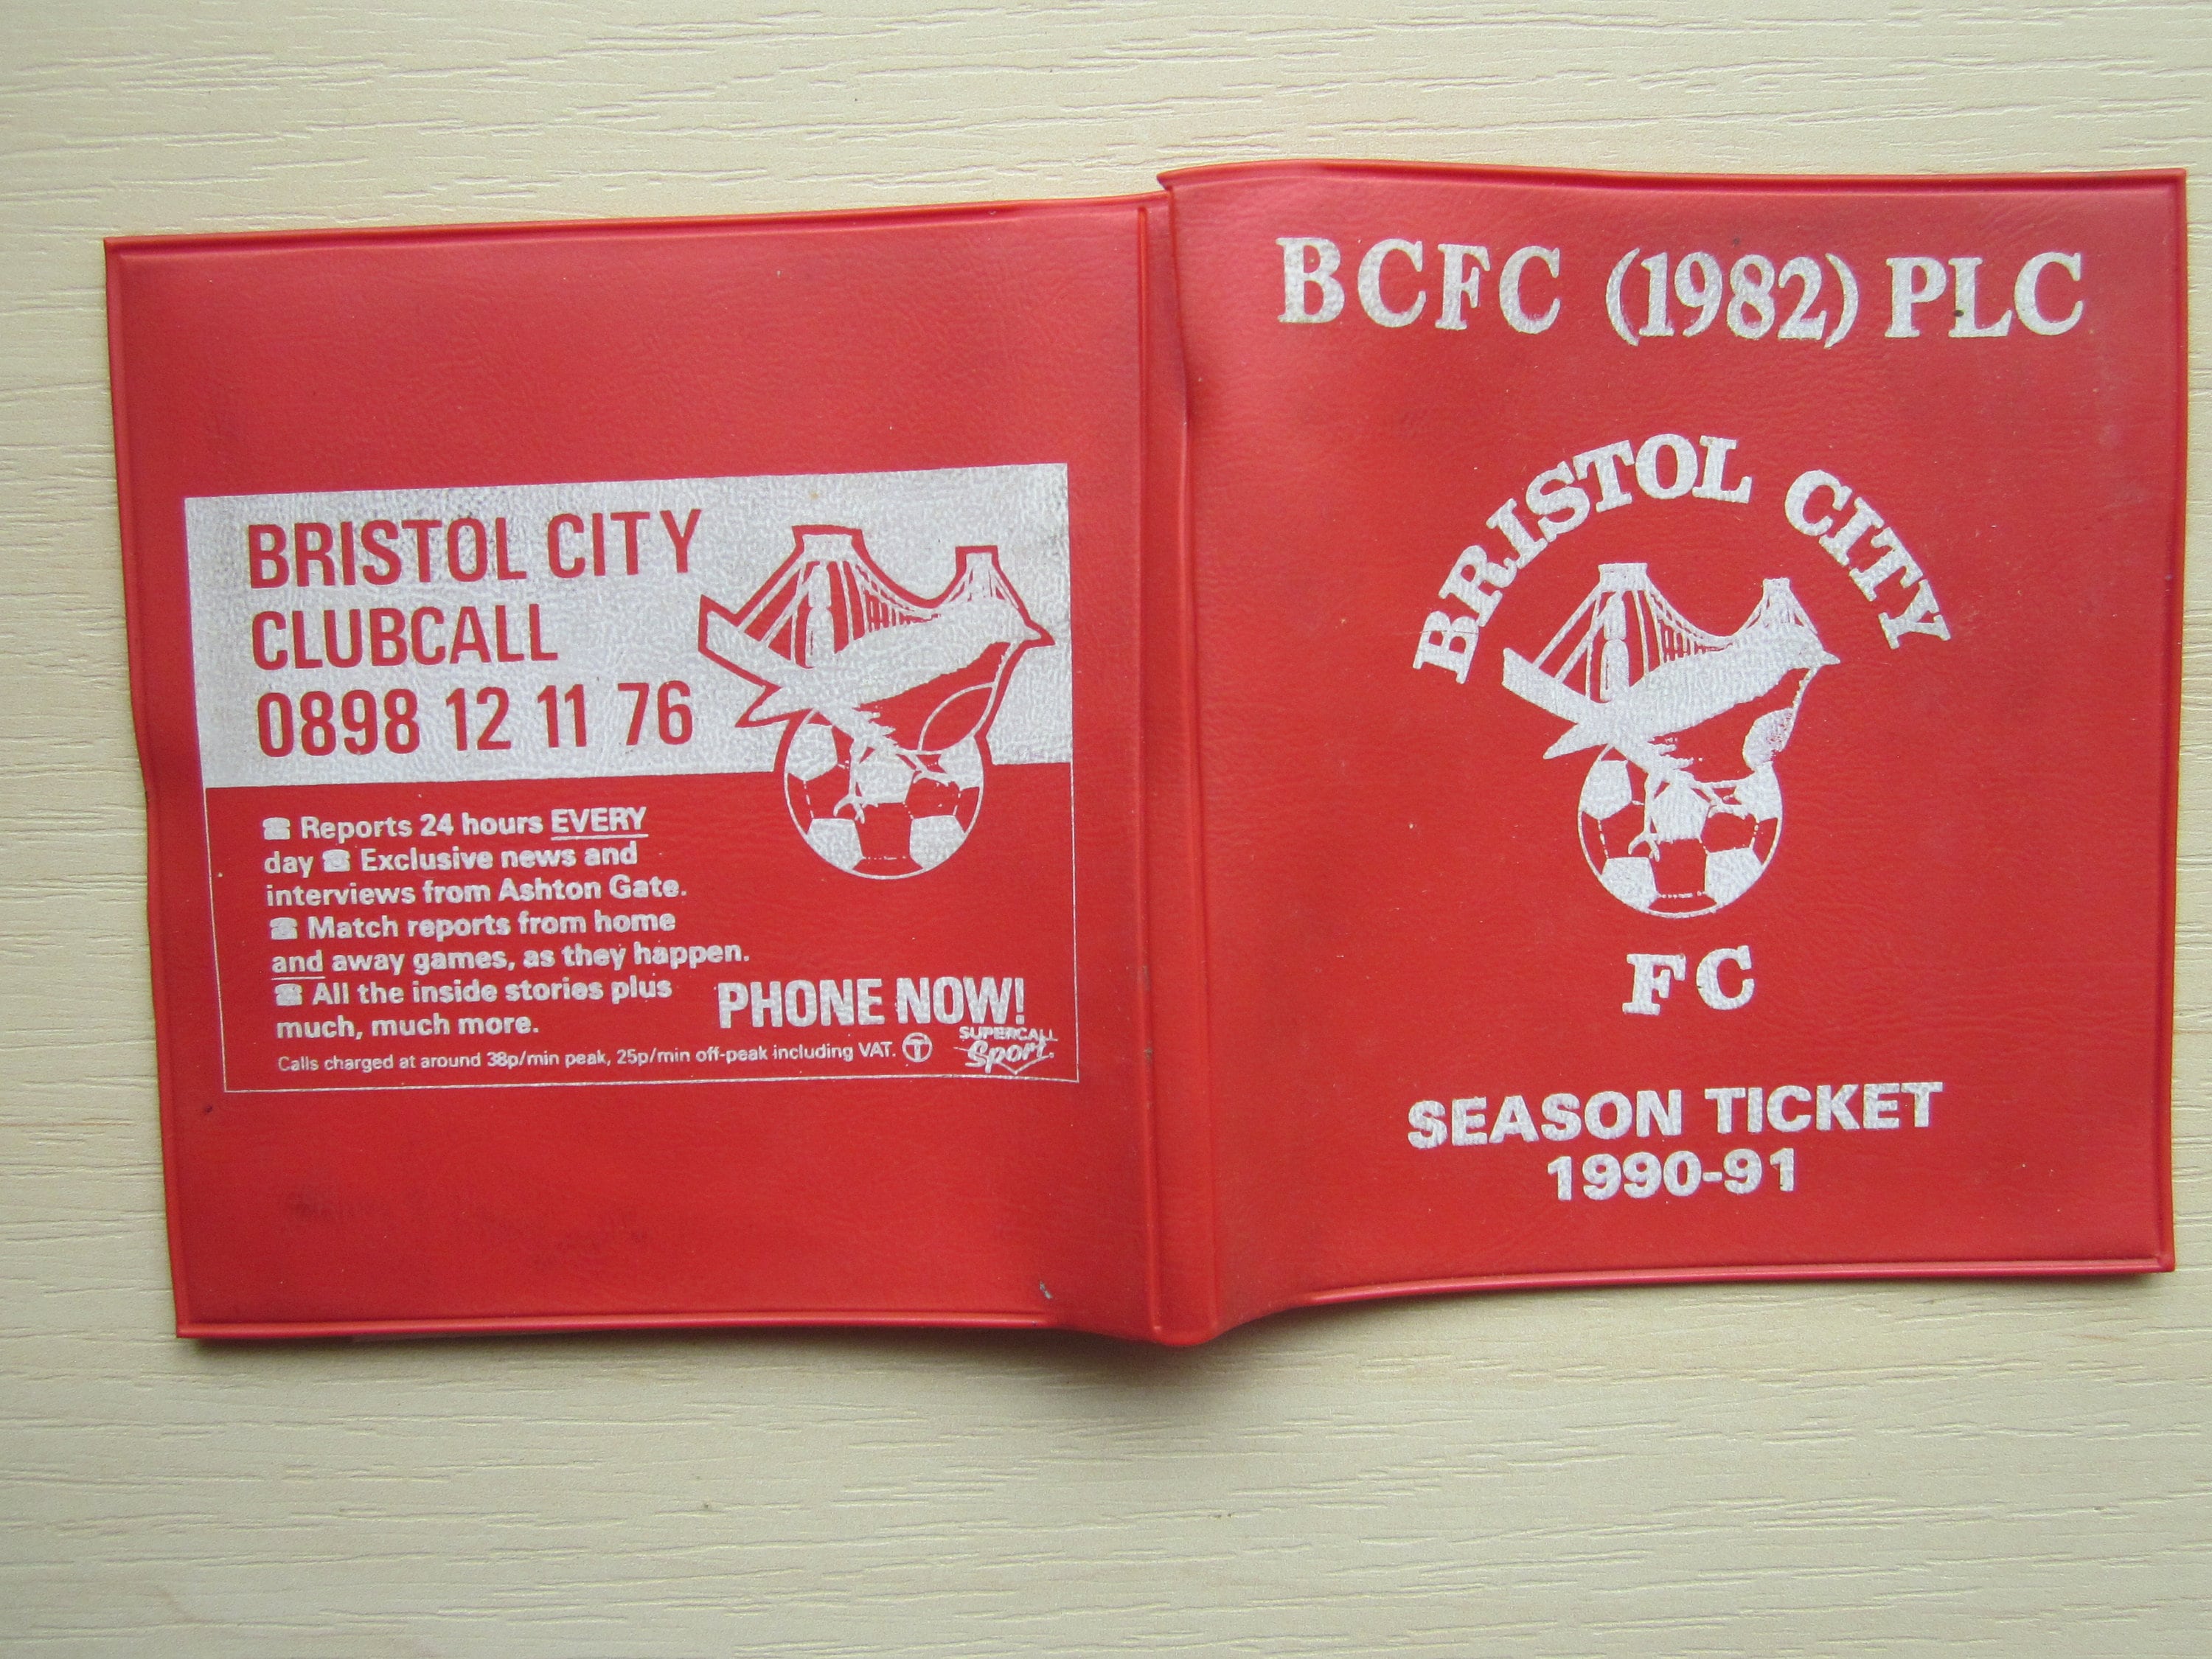 BRISTOL CITY
CLUBCALL
0898 12 11 76
Reports 24 hours EVERY
day Exclusive news and
interviews from Ashton Gate.
Match reports from home
and away games, as they happen.
All the inside stories plus
much, much more.
PHONE NOW!
Calls charged at around 38p/min peak, 25p/min off-peak including VAT.
T
SUPERCALL
Sport.
BCFC (1982) PLC
BRISTOL CITY
FC
SEASON TICKET
1990-91